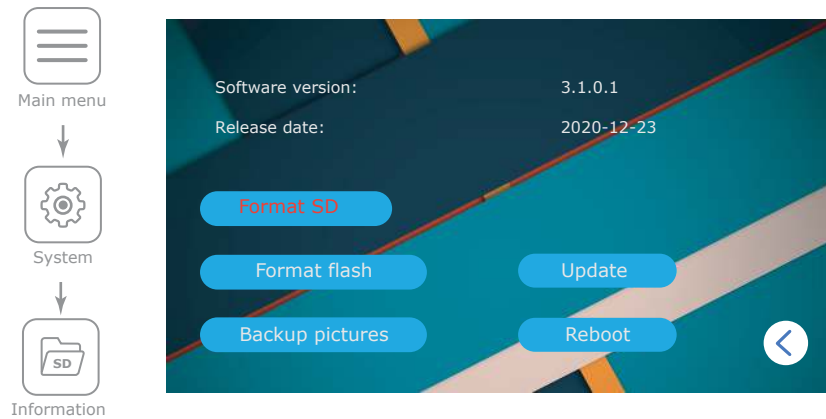 Main menu
System
SD
Information
Software version: 3.1.0.1
Release date: 2020-12-23
Format SD
Format flash Update
Backup pictures Reboot